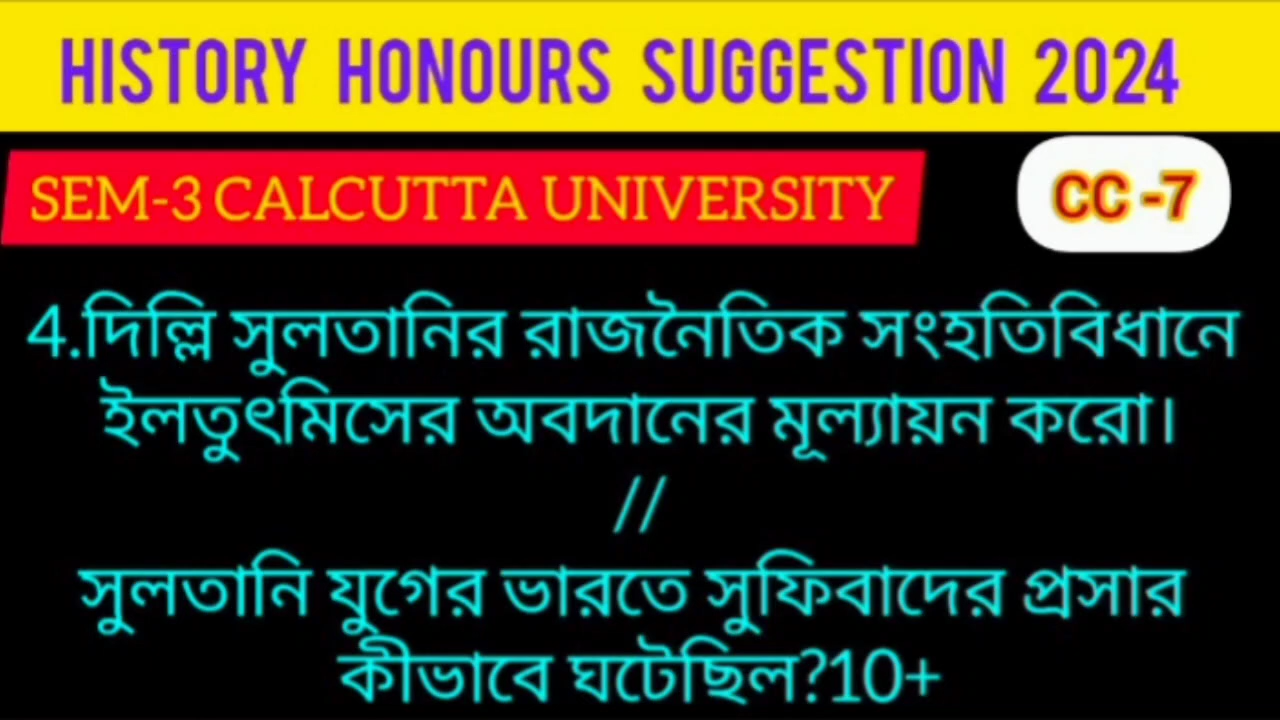 HISTORY HONOURS SUGGESTION 2024
SEM-3 CALCUTTA UNIVERSITY
CC -7
4.দিল্লি সুলতানির রাজনৈতিক সংহতিবিধানে
ইলতুৎমিসের অবদানের মূল্যায়ন করো।
//
সুলতানি যুগের ভারতে সুফিবাদের প্রসার
কীভাবে ঘটেছিল?10+